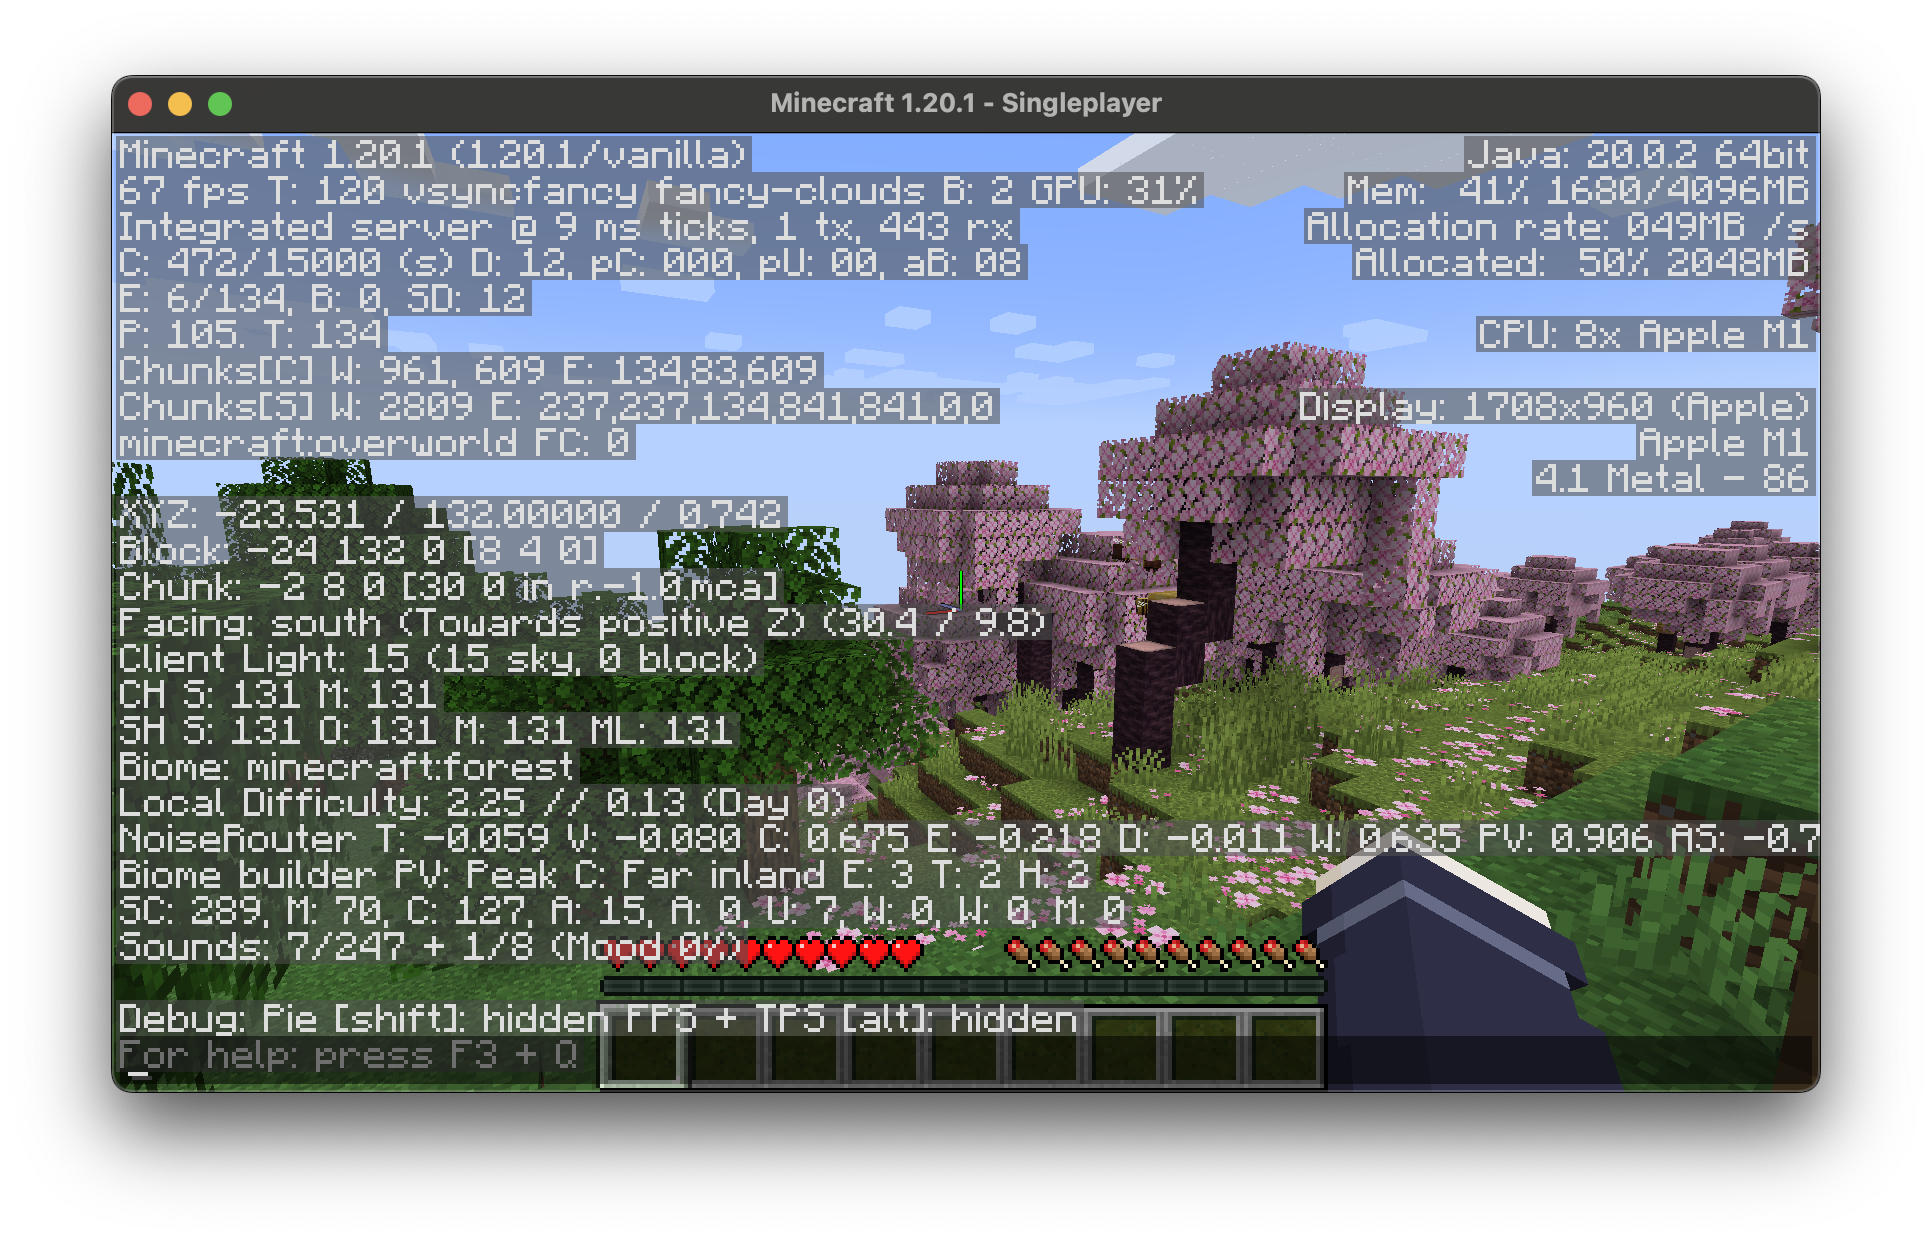 Minecraft 1.20.1 - Singleplayer
Minecraft 1.20.1 (1.20.1/vanilla)
67 fps T: 120 vsyncfancy fancy-clouds B: 2 GPU: 31%
Integrated server @ 9 ms ticks, 1 tx, 443 rx
C: 472/15000 (s) D: 12, pC: 000, pU: 00, aB: 08
E: 6/134, B: 0, SD: 12
P: 105. T: 134
Chunks[C] W: 961, 609 E: 134,83,609
Chunks[S] W: 2809 E: 237,237,134,841,841,0,0
minecraft:overworld FC: 0
XYZ: -23.531 / 132.00000 / 0.742
Block: -24 132 0 [8 4 0]
Chunk: -2 8 0 [30 0 in r.-1.0.mca]
Facing: south (Towards positive Z) (30.4 / 9.8)
Client Light: 15 (15 sky, 0 block)
CH S: 131 M: 131
SH S: 131 O: 131 M: 131 ML: 131
Biome: minecraft:forest
Local Difficulty: 2.25 // 0.13 (Day 0)
NoiseRouter T: -0.059 V: -0.080 C: 0.675 E: -0.218 D: -0.011 W: 0.635 PV: 0.906 AS: -0.7
Biome builder PV: Peak C: Far inland E: 3 T: 2 H: 2
SC: 289, M: 70, C: 127, A: 15, A: 0, U: 7, W: 0, W: 0, M: 0
Sounds: 7/247 + 1/8 (Mood 0%)
Debug: Pie [shift]: hidden FPS + TPS [alt]: hidden
For help: press F3 + Q
Java: 20.0.2 64bit
Mem: 41% 1680/4096MB
Allocation rate: 049MB /s
Allocated: 50% 2048MB
CPU: 8x Apple M1
Display: 1708x960 (Apple)
Apple M1
4.1 Metal - 86